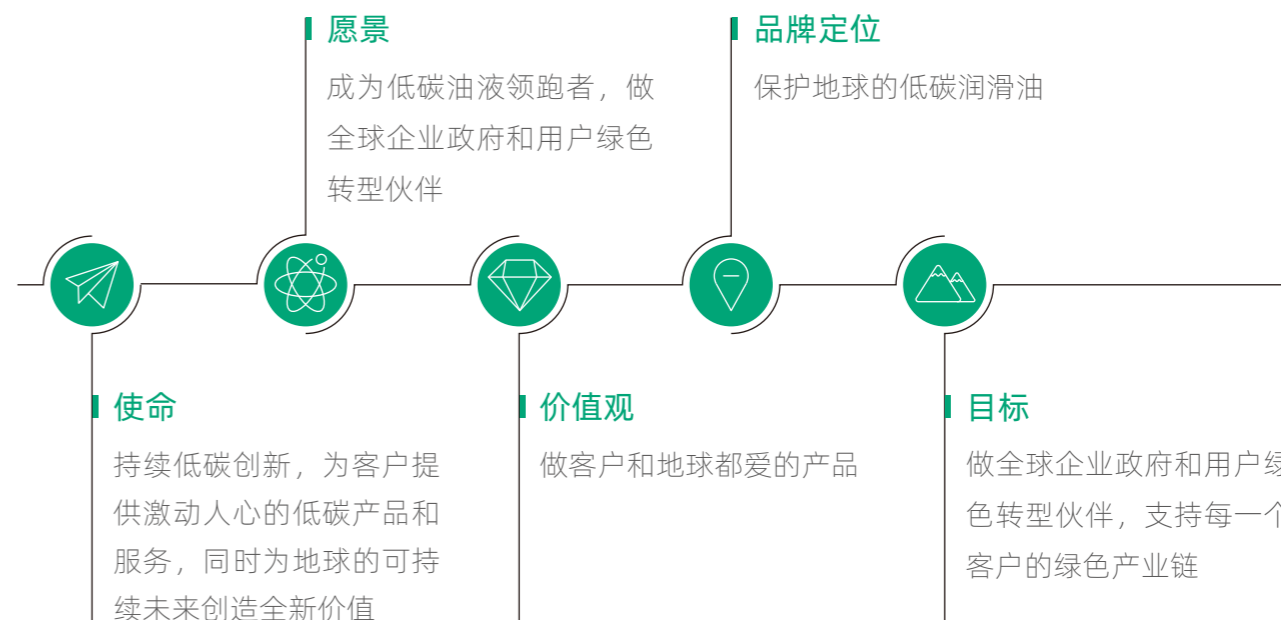 愿景
成为低碳油液领跑者，做
全球企业政府和用户绿色
转型伙伴
品牌定位
保护地球的低碳润滑油
使命
持续低碳创新，为客户提
供激动人心的低碳产品和
服务，同时为地球的可持
续未来创造全新价值
价值观
做客户和地球都爱的产品
目标
做全球企业政府和用户绿
色转型伙伴，支持每一个
客户的绿色产业链